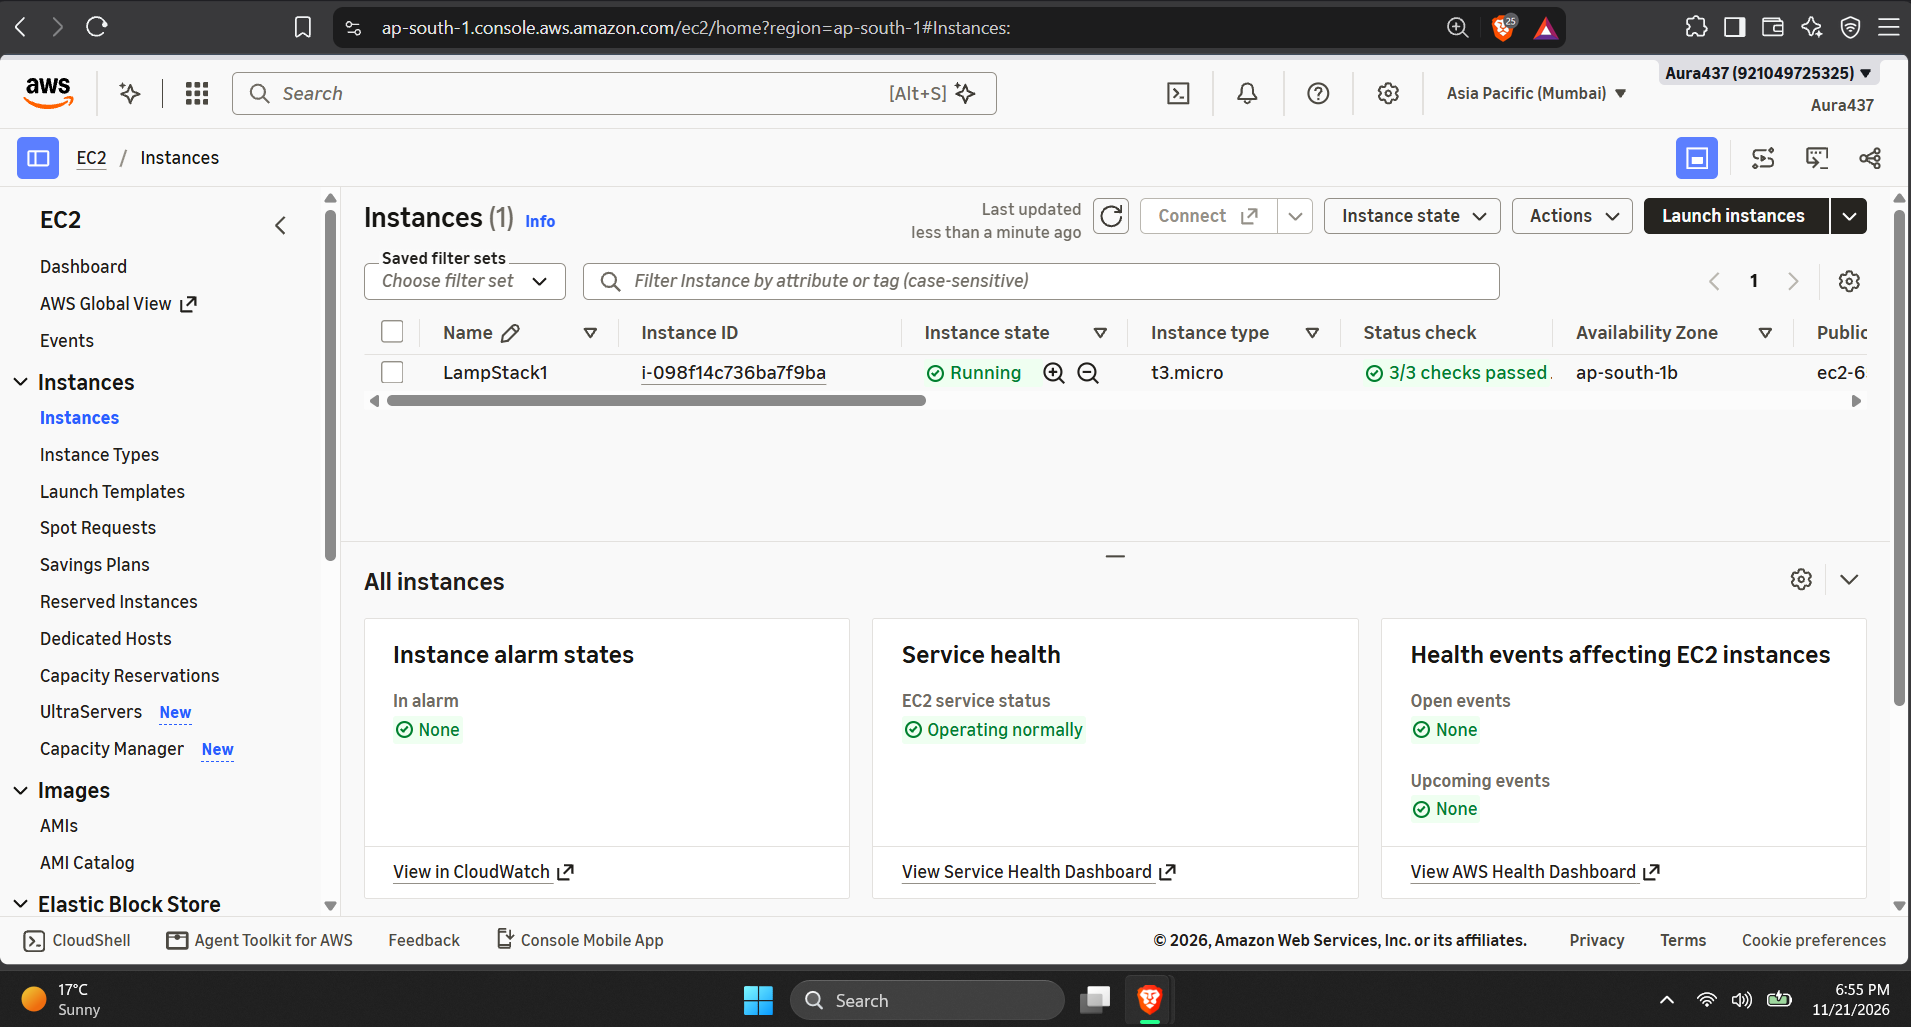 ap-south-1.console.aws.amazon.com/ec2/home?region=ap-south-1#Instances:
25
aws
Search
[Alt+S]
Asia Pacific (Mumbai)
Aura437 (921049725325)
Aura437
EC2 / Instances
EC2
Dashboard
AWS Global View
Events
Instances
Instances
Instance Types
Launch Templates
Spot Requests
Savings Plans
Reserved Instances
Dedicated Hosts
Capacity Reservations
UltraServers New
Capacity Manager New
Images
AMIs
AMI Catalog
Elastic Block Store
Instances (1) Info
Last updated
less than a minute ago
Connect
Instance state
Actions
Launch instances
Saved filter sets
Choose filter set
Filter Instance by attribute or tag (case-sensitive)
1
Name Instance ID Instance state Instance type Status check Availability Zone Public
LampStack1 i-098f14c736ba7f9ba Running t3.micro 3/3 checks passed ap-south-1b ec2-6
All instances
Instance alarm states
In alarm
None
View in CloudWatch
Service health
EC2 service status
Operating normally
View Service Health Dashboard
Health events affecting EC2 instances
Open events
None
Upcoming events
None
View AWS Health Dashboard
CloudShell Agent Toolkit for AWS Feedback Console Mobile App © 2026, Amazon Web Services, Inc. or its affiliates. Privacy Terms Cookie preferences
17°C
Sunny
Search
6:55 PM
11/21/2026